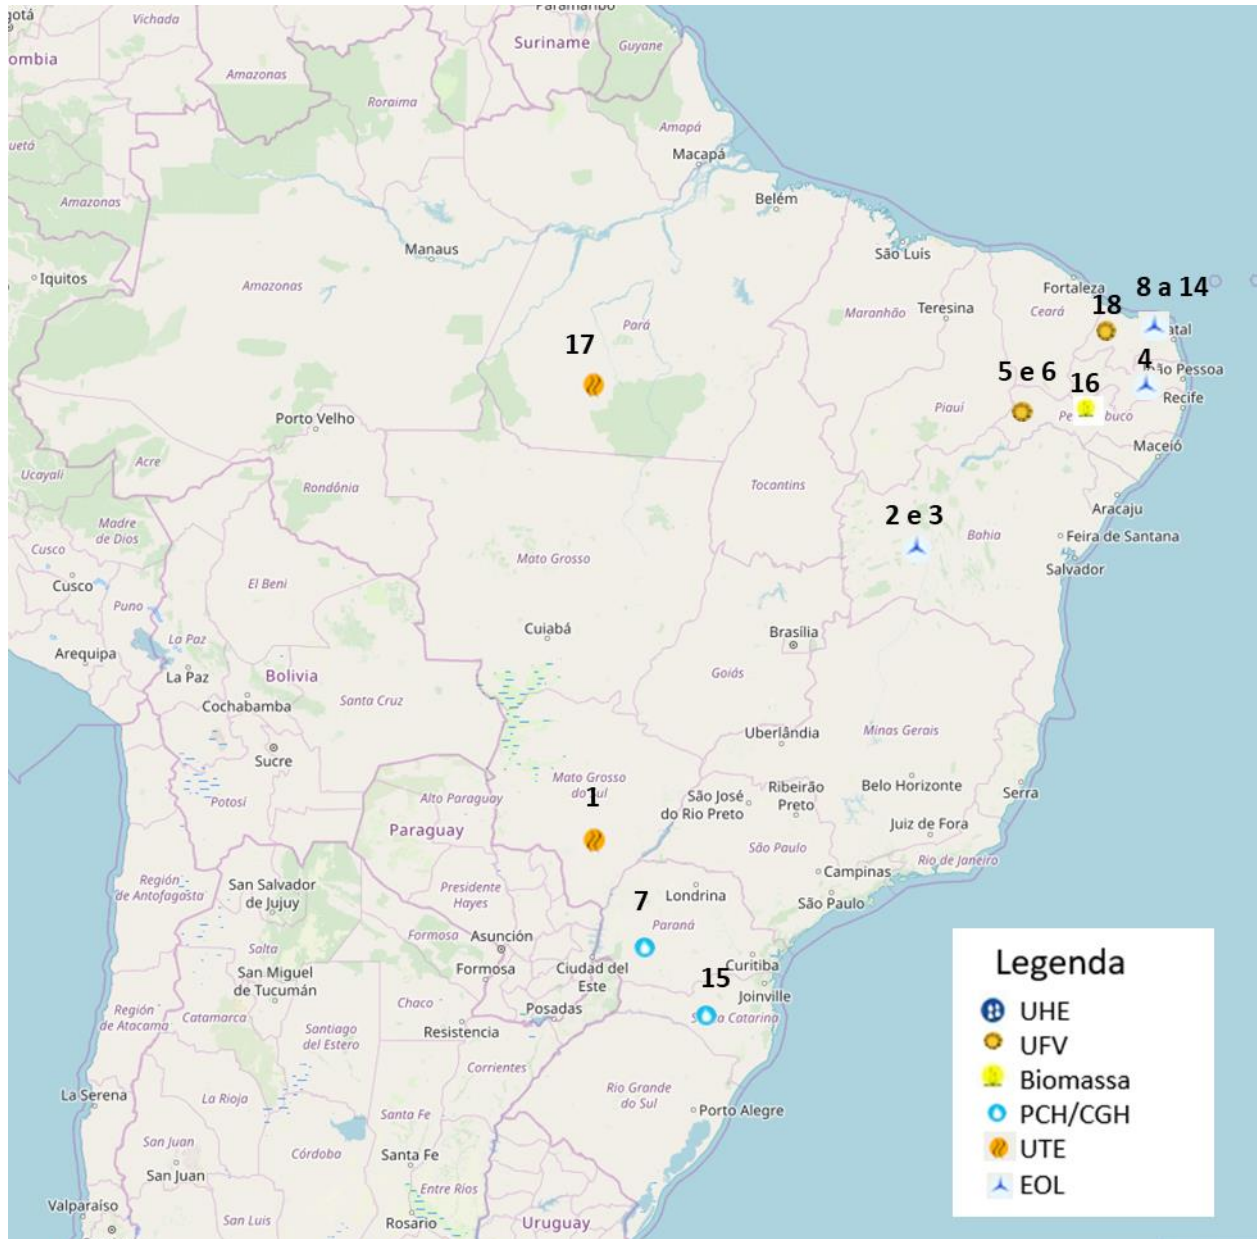 gotá
Vichada
Paramaribo
ombia
Suriname
Guyane
Amazonas
Roraima
Amapá
Macapá
uetá
Belém
Amazonas
Manaus
São Luís
Iquitos
Amazonas
Fortaleza
8 a 14
18
Pará
Maranhão
Teresina
Ceará
atal
17
4
5 e 6
16
ão Pessoa
Recife
Porto Velho
Piauí
Pe
buco
Maceió
Acre
Ucayali
Rondônia
Tocantins
Aracaju
2 e 3
Madre
de Dios
Bahia
Feira de Santana
Cusco
Mato Grosso
Salvador
Cusco
El Beni
Puno
Cuiabá
Brasília
La Paz
Arequipa
La Paz
Bolivia
Goiás
Santa Cruz
Cochabamba
Uberlândia
Minas Gerais
Sucre
Mato Grosso
do Sul
Potosí
1
Alto Paraguay
São José
do Rio Preto
Ribeirão
Preto
Belo Horizonte
Serra
Paraguay
Juiz de Fora
São Paulo
Rio de Janeiro
Región
de Antofagasta
San Salvador
de Jujuy
Presidente
Hayes
Campinas
Londrina
São Paulo
7
Paraná
Salta
Formosa
Asunción
Formosa
Ciudad del
Este
Curitiba
San Miguel
de Tucumán
15
Joinville
Chaco
Posadas
Región
de Atacama
Catamarca
Santiago
del Estero
Resistencia
S
a Catarina
Corrientes
La Serena
La Rioja
Rio Grande
do Sul
Porto Alegre
Santa Fe
San Juan
San Juan
Córdoba
Santa Fe
Entre Ríos
Valparaíso
San Luis
Rosario
Uruguay
Legenda
UHE
UFV
Biomassa
PCH/CGH
UTE
EOL